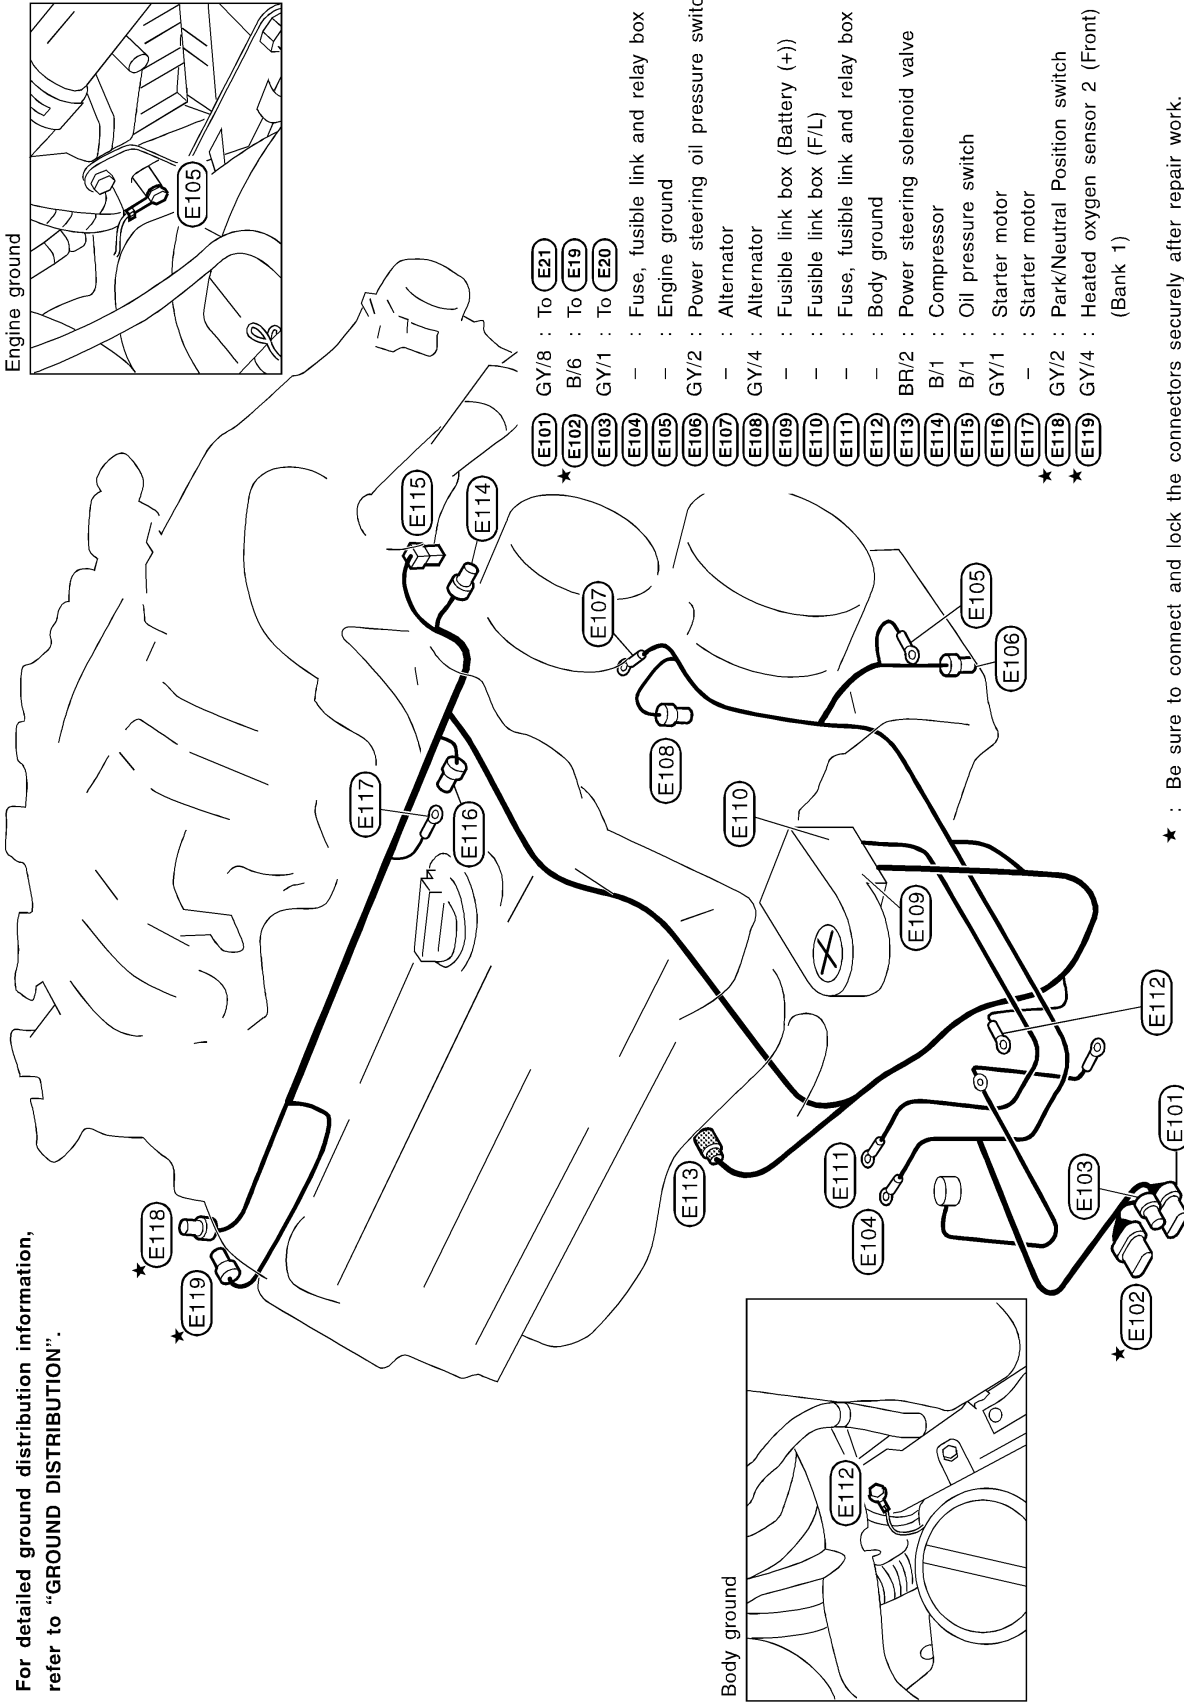 For detailed ground distribution information,
refer to “GROUND DISTRIBUTION”.
Engine ground
E105
E118
★
E119
★
E117
E116
E115
E114
E107
E108
E105
E106
E110
E109
E113
E111
E104
E112
E103
E101
E102
★
Body ground
E112
E101 GY/8 : To E21
★ E102 B/6 : To E19
E103 GY/1 : To E20
E104 – : Fuse, fusible link and relay box
E105 – : Engine ground
E106 GY/2 : Power steering oil pressure switc
E107 – : Alternator
E108 GY/4 : Alternator
E109 – : Fusible link box (Battery (+))
E110 – : Fusible link box (F/L)
E111 – : Fuse, fusible link and relay box
E112 – : Body ground
E113 BR/2 : Power steering solenoid valve
E114 B/1 : Compressor
E115 B/1 : Oil pressure switch
E116 GY/1 : Starter motor
E117 – : Starter motor
★ E118 GY/2 : Park/Neutral Position switch
★ E119 GY/4 : Heated oxygen sensor 2 (Front)
(Bank 1)
★ : Be sure to connect and lock the connectors securely after repair work.